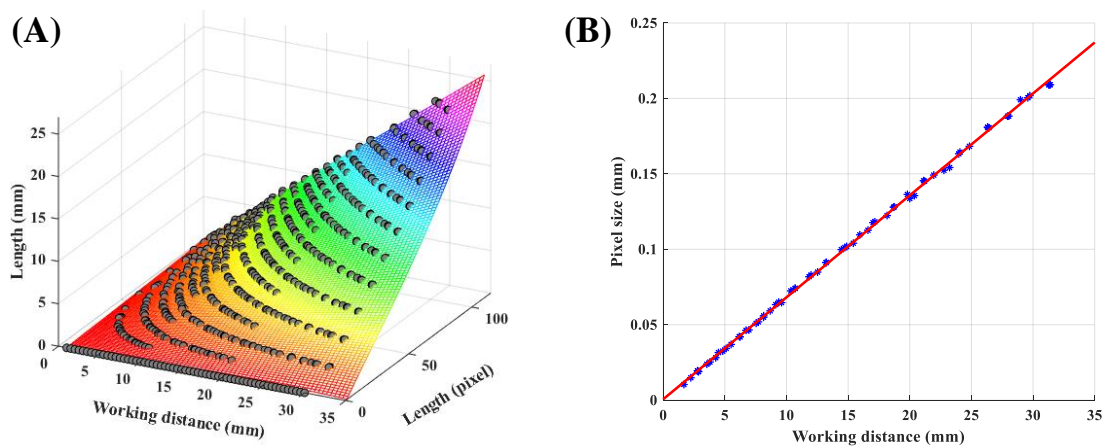 (A)
25
20
15
10
5
0
Length (mm)
0
5
10
15
20
25
30
35
Working distance (mm)
0
50
100
Length (pixel)
(B)
0.25
0.2
0.15
0.1
0.05
0
Pixel size (mm)
0 5 10 15 20 25 30 35
Working distance (mm)